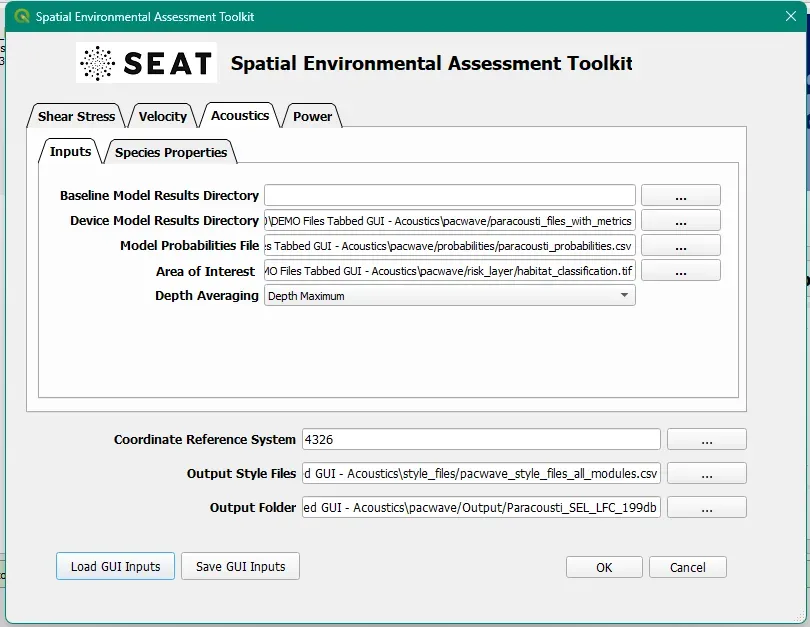 Spatial Environmental Assessment Toolkit
SEAT Spatial Environmental Assessment Toolkit
Shear Stress Velocity Acoustics Power
Inputs Species Properties
Baseline Model Results Directory ...
Device Model Results Directory \DEMO Files Tabbed GUI - Acoustics\pacwave/paracousti_files_with_metrics ...
Model Probabilities File es Tabbed GUI - Acoustics\pacwave/probabilities/paracousti_probabilities.csv ...
Area of Interest MO Files Tabbed GUI - Acoustics\pacwave/risk_layer/habitat_classification.tif ...
Depth Averaging Depth Maximum
Coordinate Reference System 4326 ...
Output Style Files d GUI - Acoustics\style_files/pacwave_style_files_all_modules.csv ...
Output Folder ed GUI - Acoustics\pacwave/Output/Paracousti_SEL_LFC_199db ...
Load GUI Inputs Save GUI Inputs OK Cancel